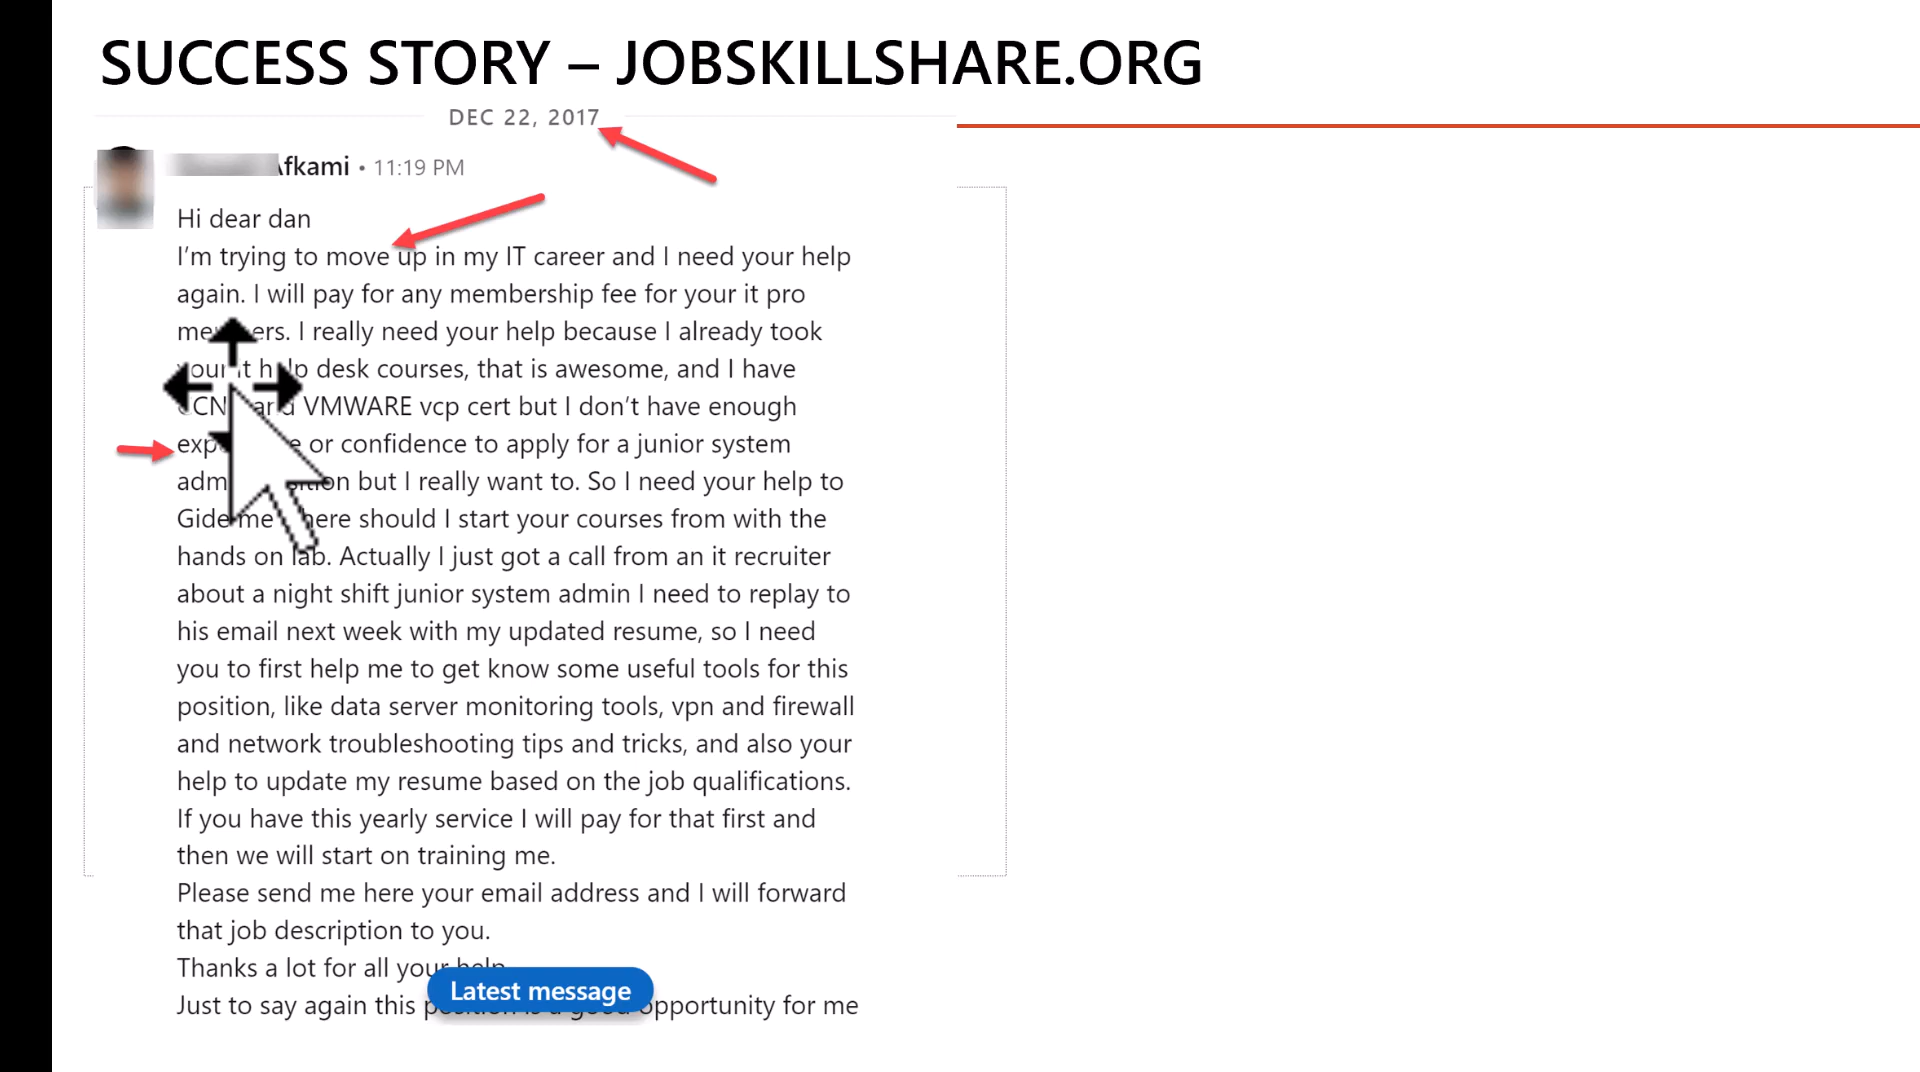 SUCCESS STORY – JOBSKILLSHARE.ORG
DEC 22, 2017
fkami • 11:19 PM
Hi dear dan
I'm trying to move up in my IT career and I need your help
again. I will pay for any membership fee for your it pro
I really need your help because I already took
desk courses, that is awesome, and I have
VMWARE vcp cert but I don't have enough
or confidence to apply for a junior system
but I really want to. So I need your help to
Gide me here should I start your courses from with the
hands on lab. Actually I just got a call from an it recruiter
about a night shift junior system admin I need to replay to
his email next week with my updated resume, so I need
you to first help me to get know some useful tools for this
position, like data server monitoring tools, vpn and firewall
and network troubleshooting tips and tricks, and also your
help to update my resume based on the job qualifications.
If you have this yearly service I will pay for that first and
then we will start on training me.
Please send me here your email address and I will forward
that job description to you.
Thanks a lot for all your help
Latest message
Just to say again this position is a good opportunity for me